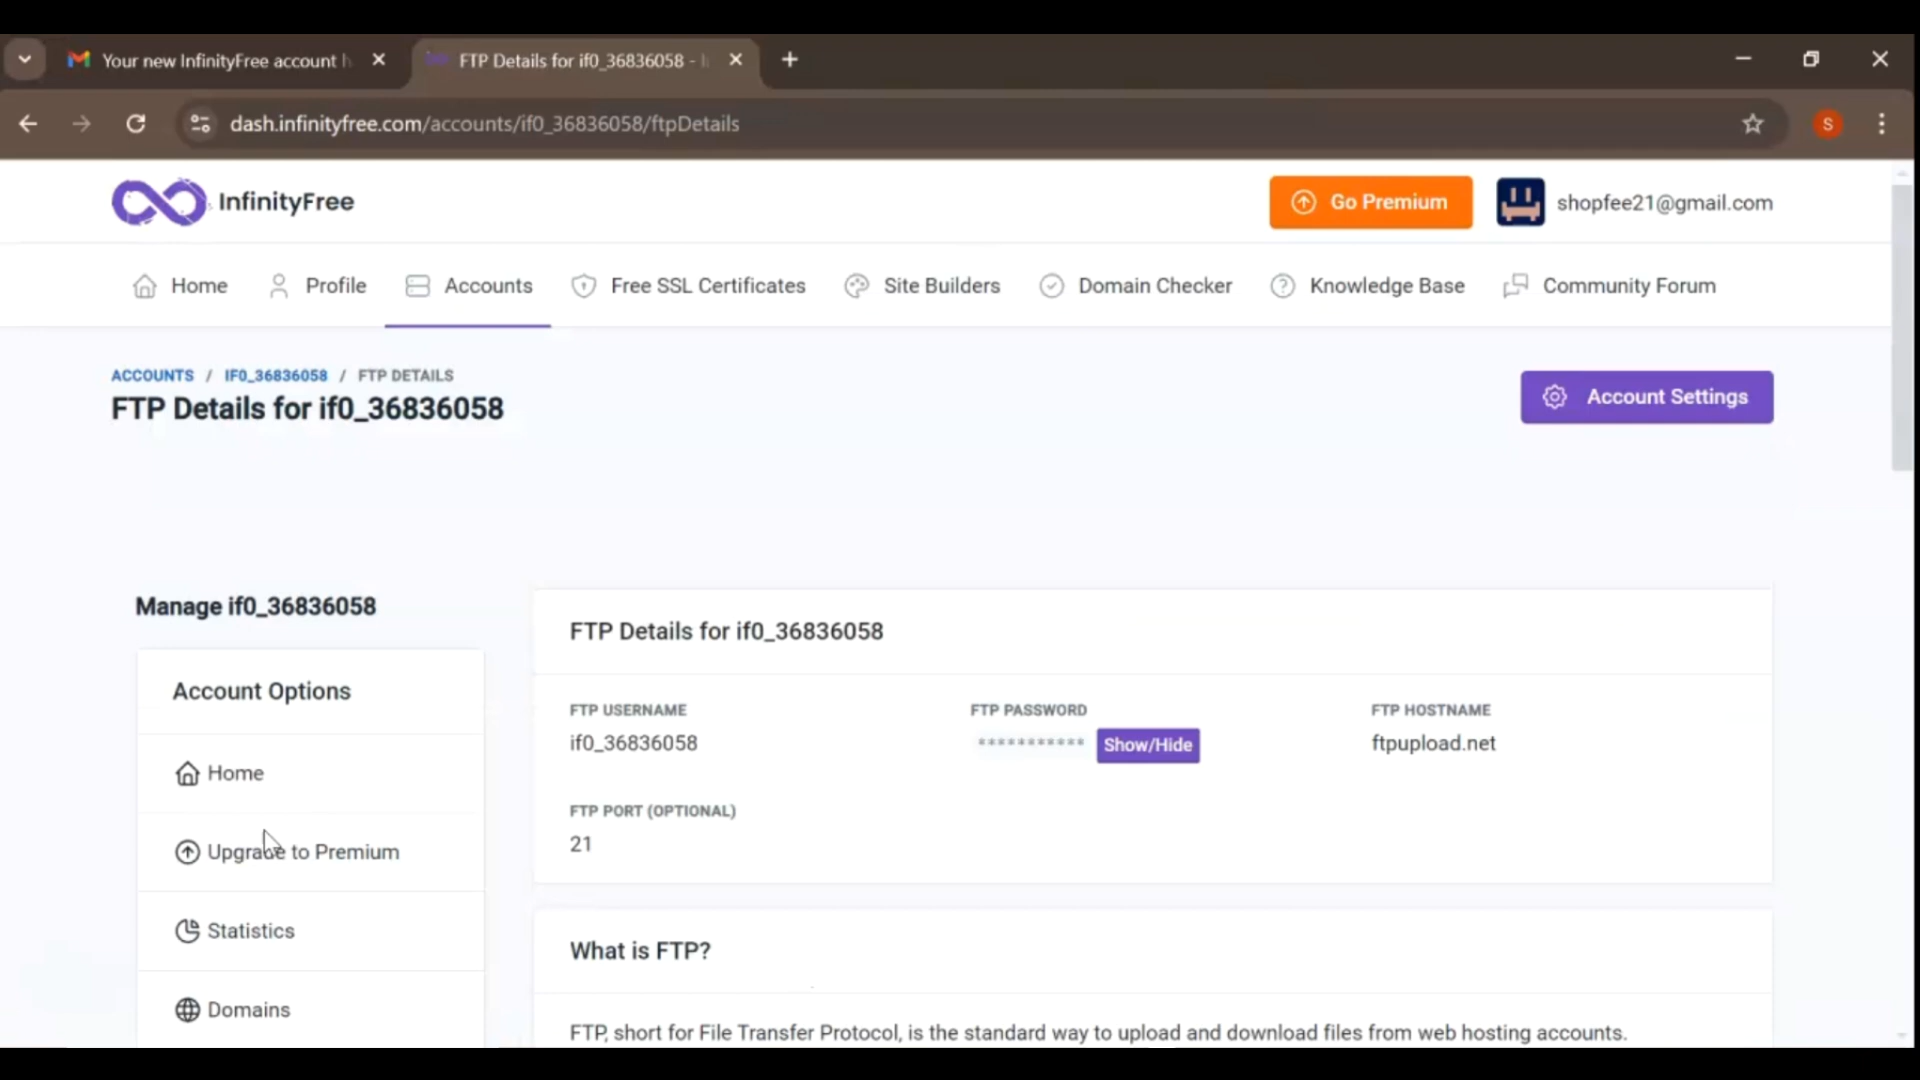 Your new InfinityFree account h
FTP Details for if0_36836058 - I
dash.infinityfree.com/accounts/if0_36836058/ftpDetails
S
InfinityFree
Go Premium
shopfee21@gmail.com
Home
Profile
Accounts
Free SSL Certificates
Site Builders
Domain Checker
Knowledge Base
Community Forum
ACCOUNTS / IF0_36836058 / FTP DETAILS
FTP Details for if0_36836058
Account Settings
Manage if0_36836058
Account Options
Home
Upgrade to Premium
Statistics
Domains
FTP Details for if0_36836058
FTP USERNAME
if0_36836058
FTP PASSWORD
***********
Show/Hide
FTP HOSTNAME
ftpupload.net
FTP PORT (OPTIONAL)
21
What is FTP?
FTP, short for File Transfer Protocol, is the standard way to upload and download files from web hosting accounts.